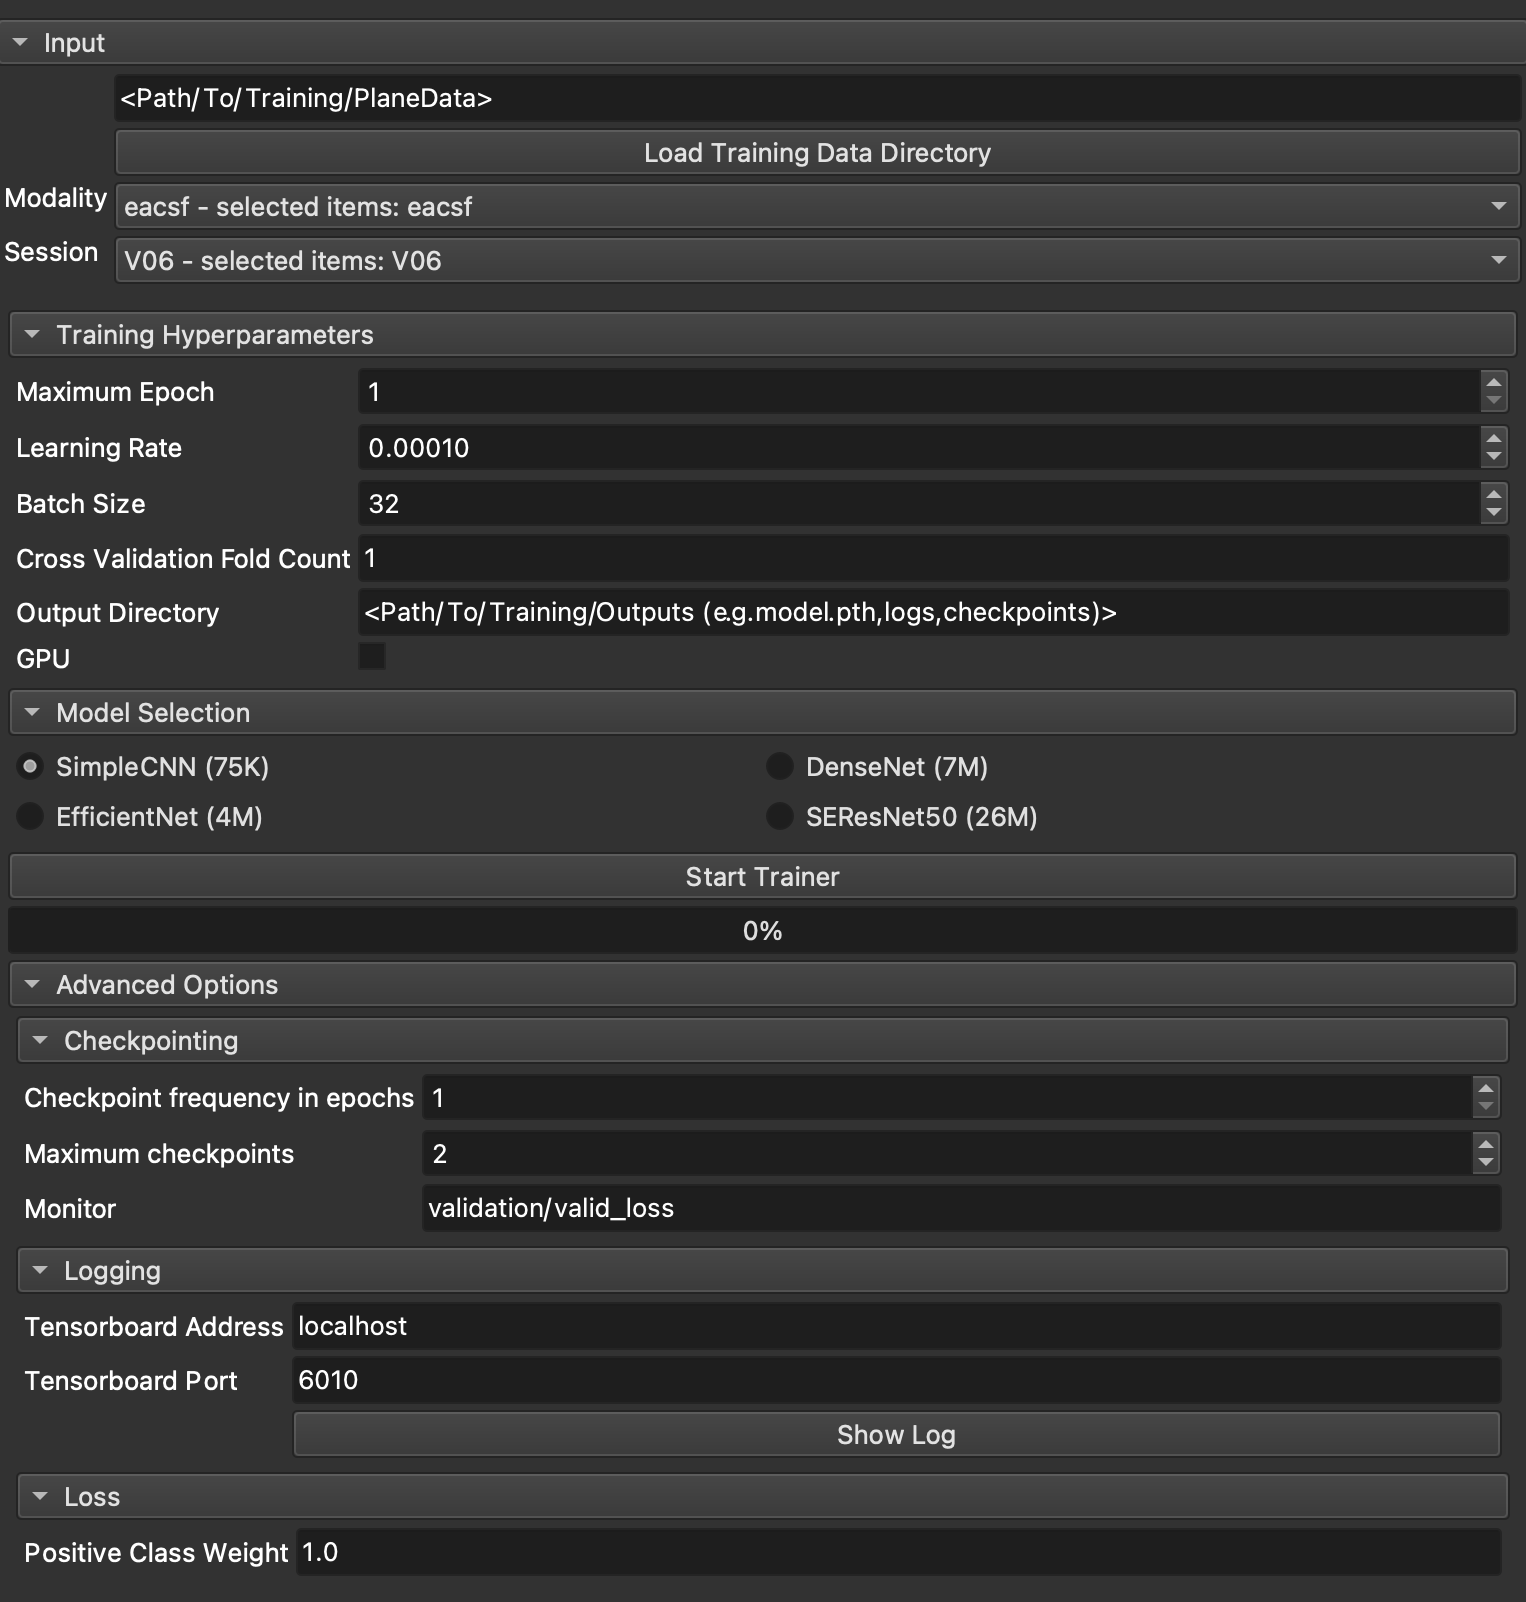 Input
<Path/To/Training/PlaneData>
Load Training Data Directory
Modality eacsf - selected items: eacsf
Session V06 - selected items: V06
Training Hyperparameters
Maximum Epoch 1
Learning Rate 0.00010
Batch Size 32
Cross Validation Fold Count 1
Output Directory <Path/To/Training/Outputs (e.g.model.pth,logs,checkpoints)>
GPU
Model Selection
SimpleCNN (75K) DenseNet (7M)
EfficientNet (4M) SEResNet50 (26M)
Start Trainer
0%
Advanced Options
Checkpointing
Checkpoint frequency in epochs 1
Maximum checkpoints 2
Monitor validation/valid_loss
Logging
Tensorboard Address localhost
Tensorboard Port 6010
Show Log
Loss
Positive Class Weight 1.0